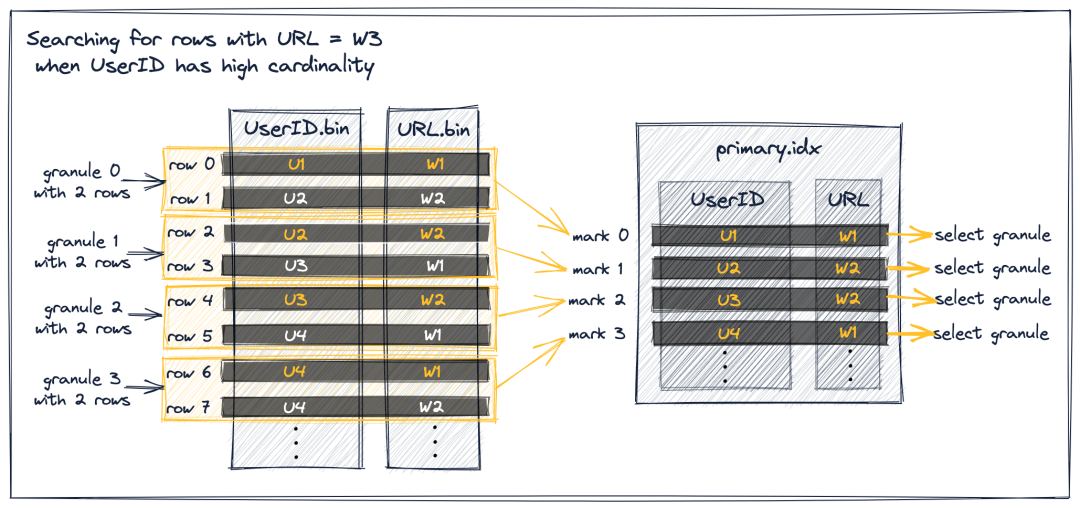 Searching for rows with URL = W3
when UserID has high cardinality
UserID.bin URL.bin
granule 0
with 2 rows
row 0 U1 W1
row 1 U2 W2
granule 1
with 2 rows
row 2 U2 W2
row 3 U3 W1
granule 2
with 2 rows
row 4 U3 W2
row 5 U4 W1
granule 3
with 2 rows
row 6 U4 W1
row 7 U4 W2
primary.idx
UserID URL
mark 0 U1 W1 select granule
mark 1 U2 W2 select granule
mark 2 U3 W2 select granule
mark 3 U4 W1 select granule